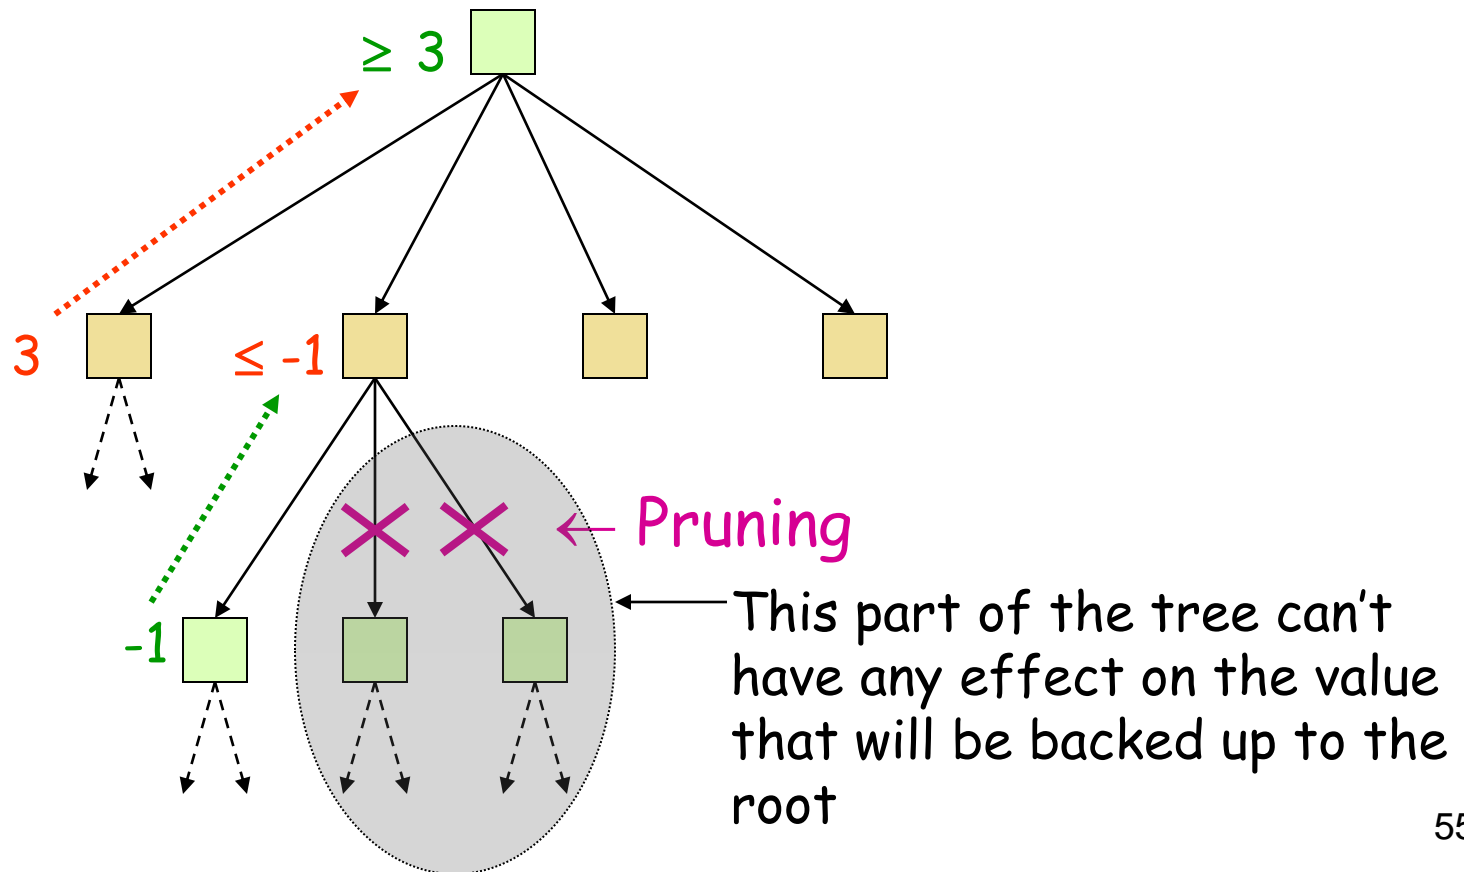 ≥ 3
3
≤ -1
← Pruning
-1
This part of the tree can't
have any effect on the value
that will be backed up to the
root
55